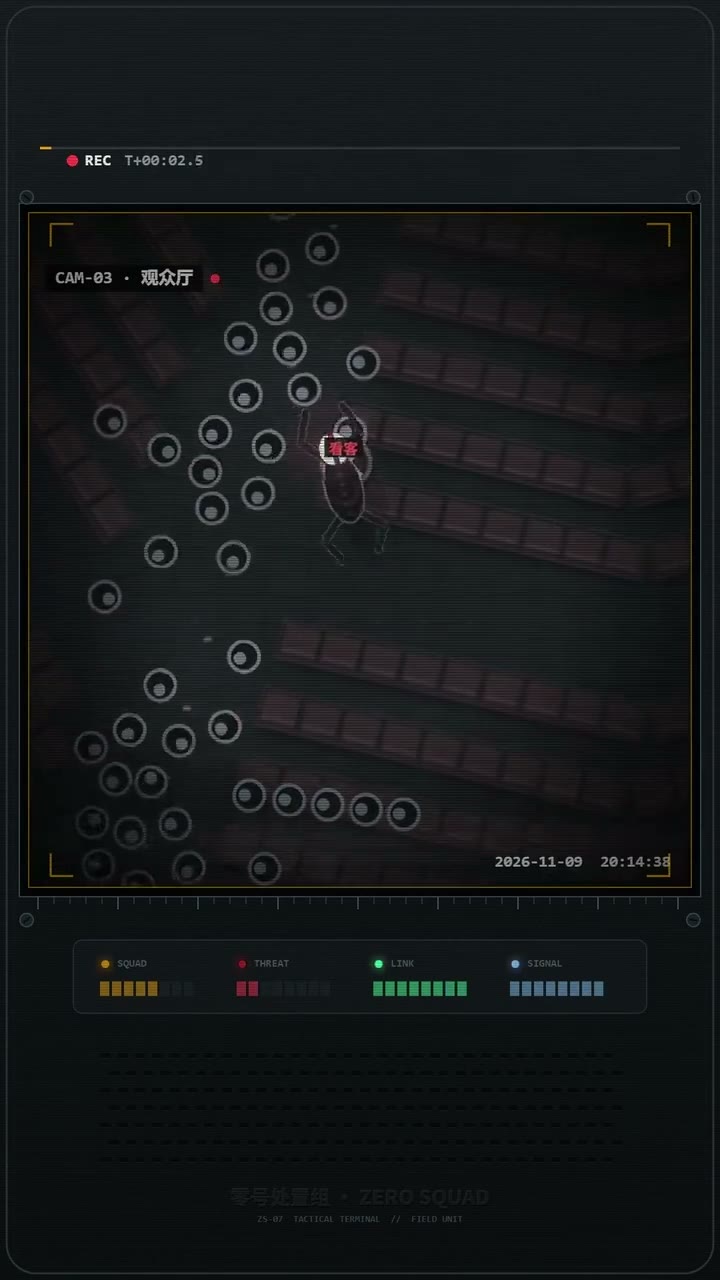 REC T+00:02.5
CAM-03 · 观众厅
看客
2026-11-09 20:14:38
SQUAD THREAT LINK SIGNAL
零号处置组 · ZERO SQUAD
ZS-07 TACTICAL TERMINAL // FIELD UNIT